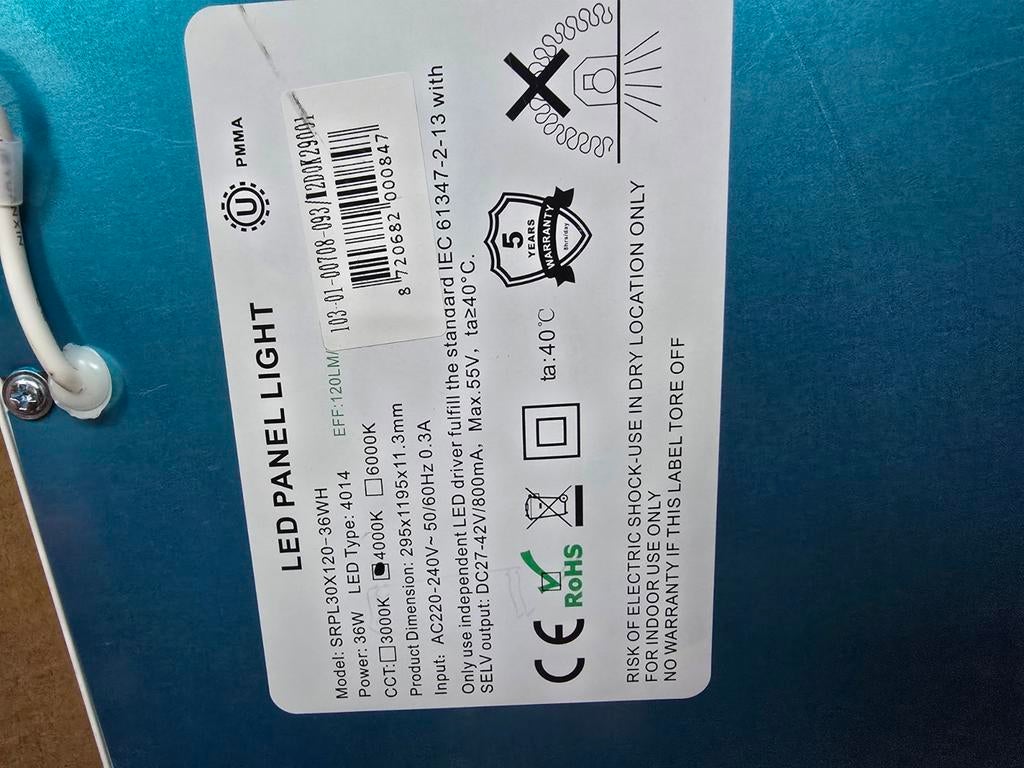 LED PANEL LIGHT
U
PMMA
Model: SRPL30X120-36WH
Power: 36W LED Type: 4014
EFF:120LM/
CCT:□3000K □4000K □6000K
Product Dimension: 295x1195x11.3mm
Input: AC220-240V~ 50/60Hz 0.3A
Only use independent LED driver fulfill the standard IEC 61347-2-13 with
SELV output: DC27-42V/800mA, Max.55V, ta≥40°C.
103-01-00708-093/
8 720682 000847
CE
RoHS
ta:40℃
5
YEARS
WARRANTY
RISK OF ELECTRIC SHOCK-USE IN DRY LOCATION ONLY
FOR INDOOR USE ONLY
NO WARRANTY IF THIS LABEL TORE OFF